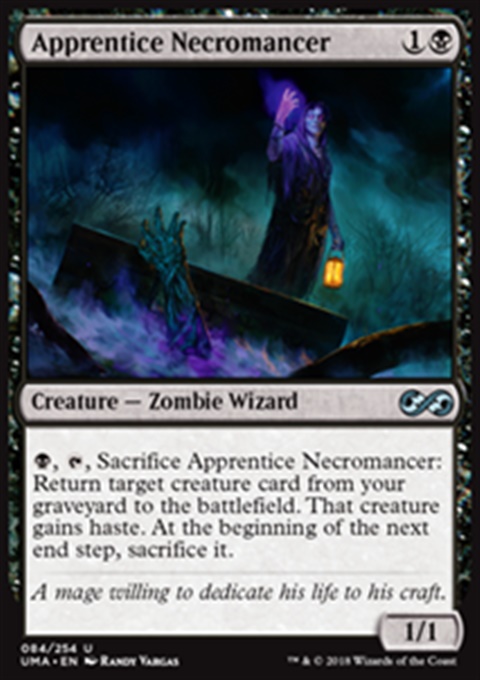 Apprentice Necromancer 1
Creature — Zombie Wizard
, , Sacrifice Apprentice Necromancer:
Return target creature card from your
graveyard to the battlefield. That creature
gains haste. At the beginning of the next
end step, sacrifice it.
A mage willing to dedicate his life to his craft.
1/1
084/254 U
UMA • EN Randy Vargas
™ & © 2018 Wizards of the Coast